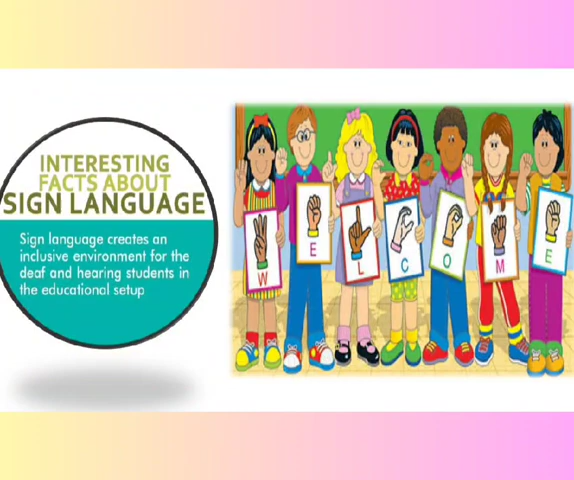 INTERESTING
FACTS ABOUT
SIGN LANGUAGE
Sign language creates an
inclusive environment for the
deaf and hearing students in
the educational setup
W
E
L
C
O
M
E